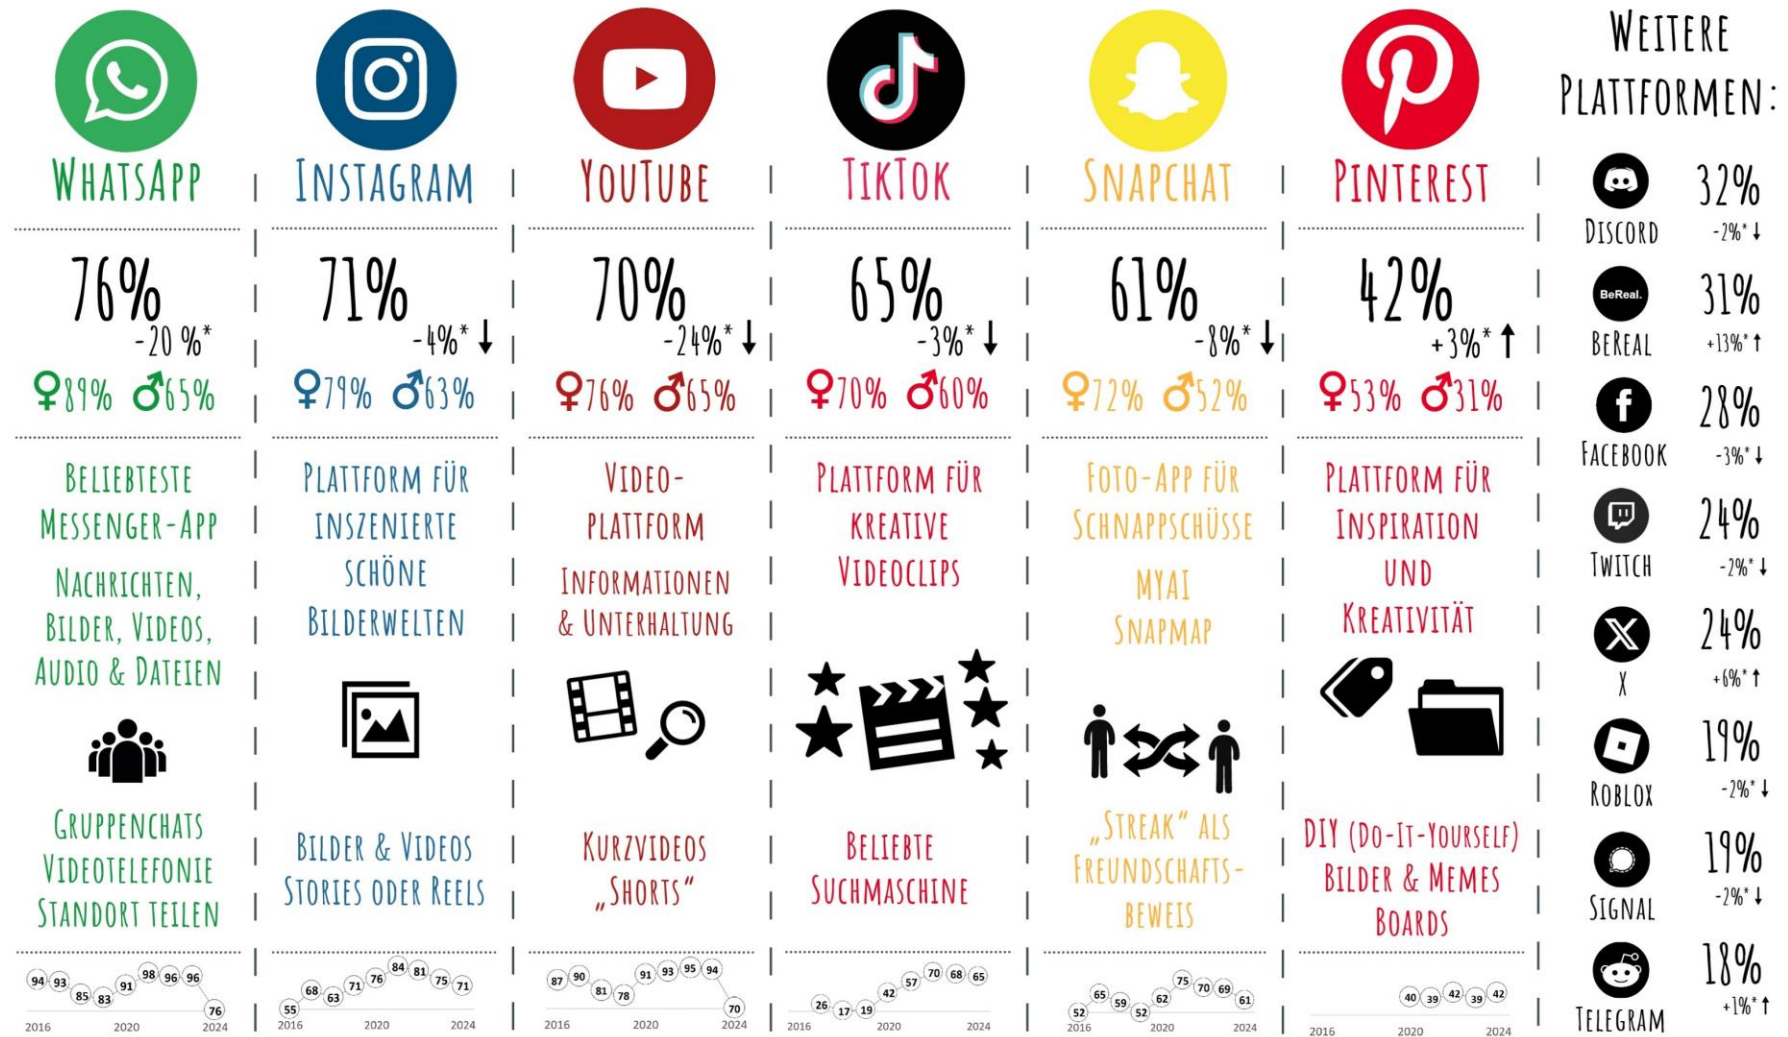 WhatsApp
76%
-20 %*
♀89% ♂65%
Beliebteste
Messenger-App
Nachrichten,
Bilder, Videos,
Audio & Dateien
Gruppenchats
Videotelefonie
Standort teilen
94 93 85 83 91 98 96 96 76
2016 2020 2024
Instagram
71%
-4%* ↓
♀79% ♂63%
Plattform für
inszenierte
schöne
Bilderwelten
Bilder & Videos
Stories oder Reels
55 68 63 71 76 84 81 75 71
2016 2020 2024
YouTube
70%
-24%* ↓
♀76% ♂65%
Video-
plattform
Informationen
& Unterhaltung
Kurzvideos
„Shorts“
87 90 81 78 91 93 95 94 70
2016 2020 2024
TikTok
65%
-3%* ↓
♀70% ♂60%
Plattform für
kreative
Videoclips
Beliebte
Suchmaschine
26 17 19 42 57 70 68 65
2016 2020 2024
Snapchat
61%
-8%* ↓
♀72% ♂52%
Foto-App für
Schnappschüsse
MyAI
Snapmap
„Streak“ als
Freundschafts-
beweis
52 65 59 52 62 75 70 69 61
2016 2020 2024
Pinterest
42%
+3%* ↑
♀53% ♂31%
Plattform für
Inspiration
und
Kreativität
DIY (Do-It-Yourself)
Bilder & Memes
Boards
40 39 42 39 42
2016 2020 2024
Weitere
Plattformen:
32%
Discord
-2%* ↓
BeReal.
31%
BeReal
+13%* ↑
28%
Facebook
-3%* ↓
24%
Twitch
-2%* ↓
24%
X
+6%* ↑
19%
Roblox
-2%* ↓
19%
Signal
-2%* ↓
18%
Telegram
+1%* ↑